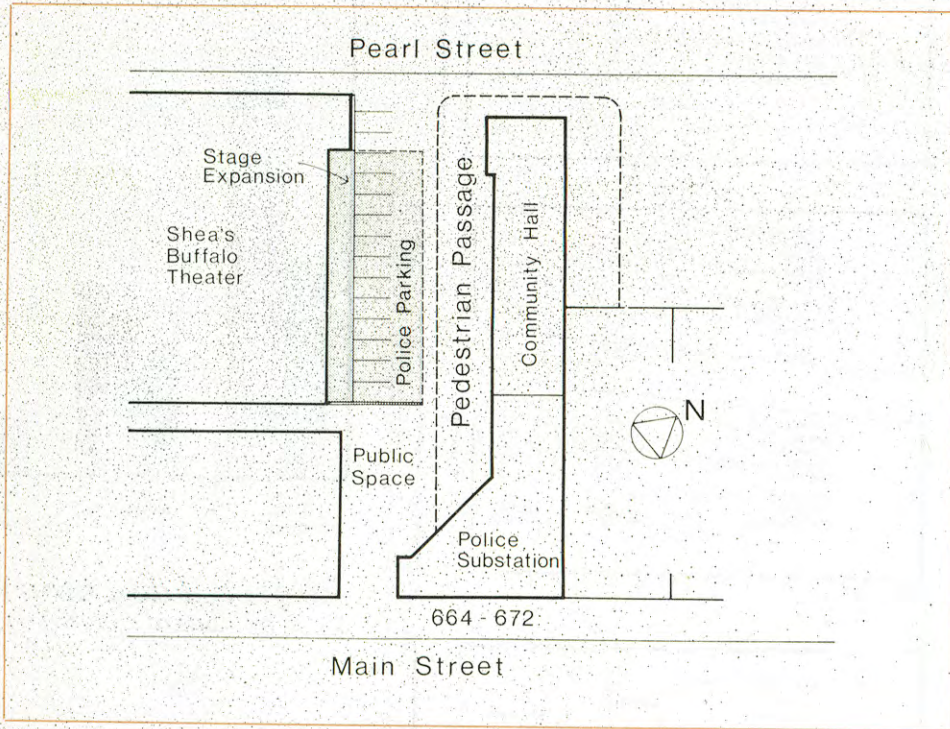 Pearl Street
Stage
Expansion
Shea's
Buffalo
Theater
Police Parking
Pedestrian Passage
Community Hall
N
Public
Space
Police
Substation
664 - 672
Main Street